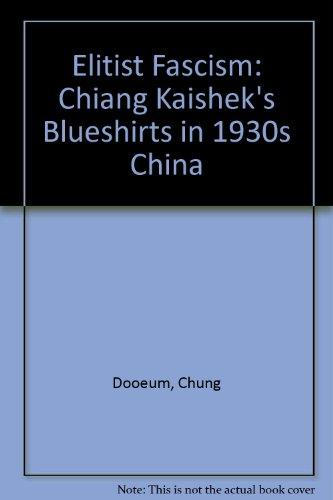 Elitist Fascism:
Chiang Kaishek's
Blueshirts in 1930s
China
Dooeum, Chung
Note: This is not the actual book cover